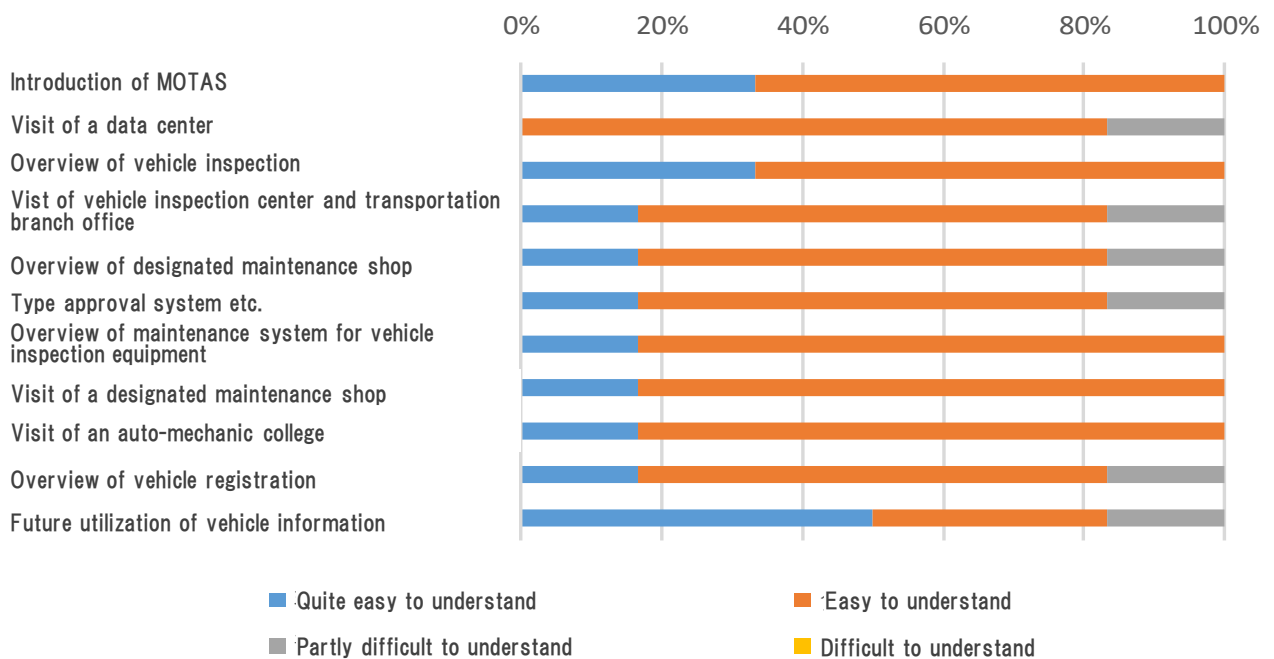 0% 20% 40% 60% 80% 100%
Introduction of MOTAS
Visit of a data center
Overview of vehicle inspection
Vist of vehicle inspection center and transportation
branch office
Overview of designated maintenance shop
Type approval system etc.
Overview of maintenance system for vehicle
inspection equipment
Visit of a designated maintenance shop
Visit of an auto-mechanic college
Overview of vehicle registration
Future utilization of vehicle information
Quite easy to understand
Easy to understand
Partly difficult to understand
Difficult to understand